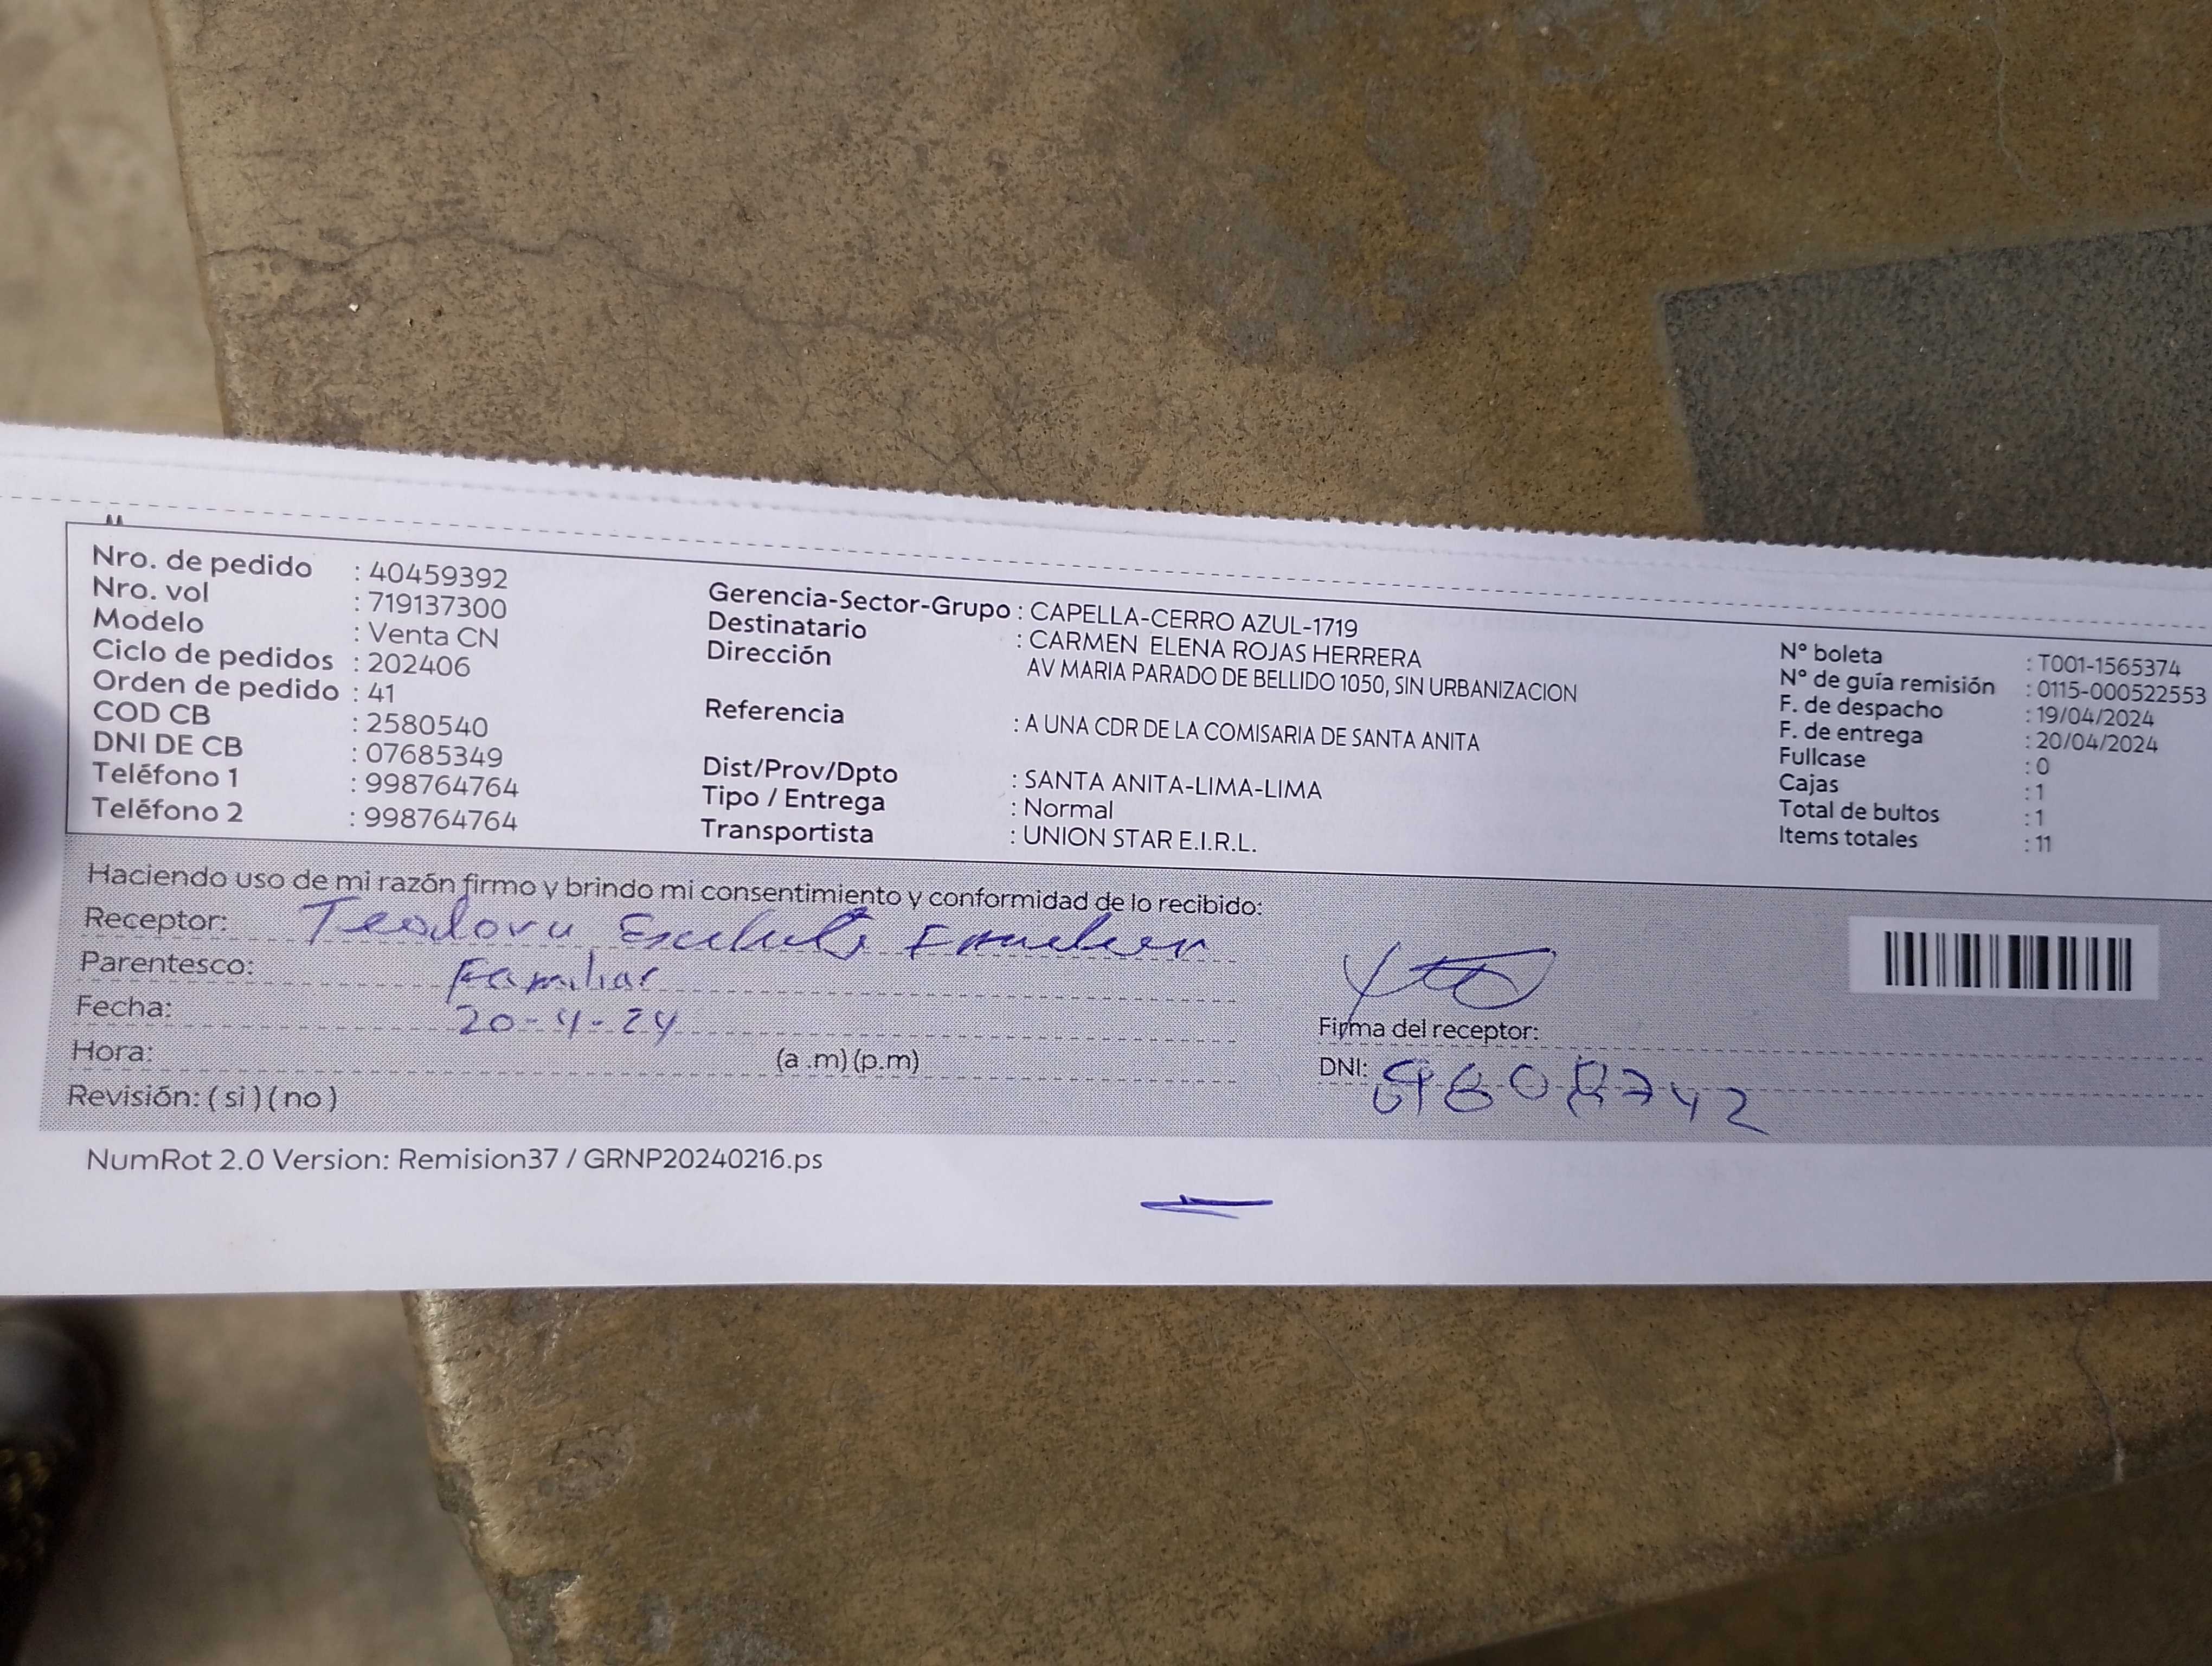 Nro. de pedido : 40459392
Nro. vol : 719137300
Modelo : Venta CN
Ciclo de pedidos : 202406
Orden de pedido : 41
COD CB : 2580540
DNI DE CB : 07685349
Teléfono 1 : 998764764
Teléfono 2 : 998764764
Gerencia-Sector-Grupo : CAPELLA-CERRO AZUL-1719
Destinatario : CARMEN ELENA ROJAS HERRERA
Dirección AV MARIA PARADO DE BELLIDO 1050, SIN URBANIZACION
Referencia : A UNA CDR DE LA COMISARIA DE SANTA ANITA
Dist/Prov/Dpto : SANTA ANITA-LIMA-LIMA
Tipo / Entrega : Normal
Transportista : UNION STAR E.I.R.L.
N° boleta : T001-1565374
N° de guía remisión : 0115-000522553
F. de despacho : 19/04/2024
F. de entrega : 20/04/2024
Fullcase : 0
Cajas : 1
Total de bultos : 1
Items totales : 11
Haciendo uso de mi razón firmo y brindo mi consentimiento y conformidad de lo recibido:
Receptor: Teodoru
Parentesco: Familiar
Fecha: 20-4-24
Hora: (a .m) (p.m)
Revisión: ( si ) ( no )
Firma del receptor:
DNI:
NumRot 2.0 Version: Remision37 / GRNP20240216.ps